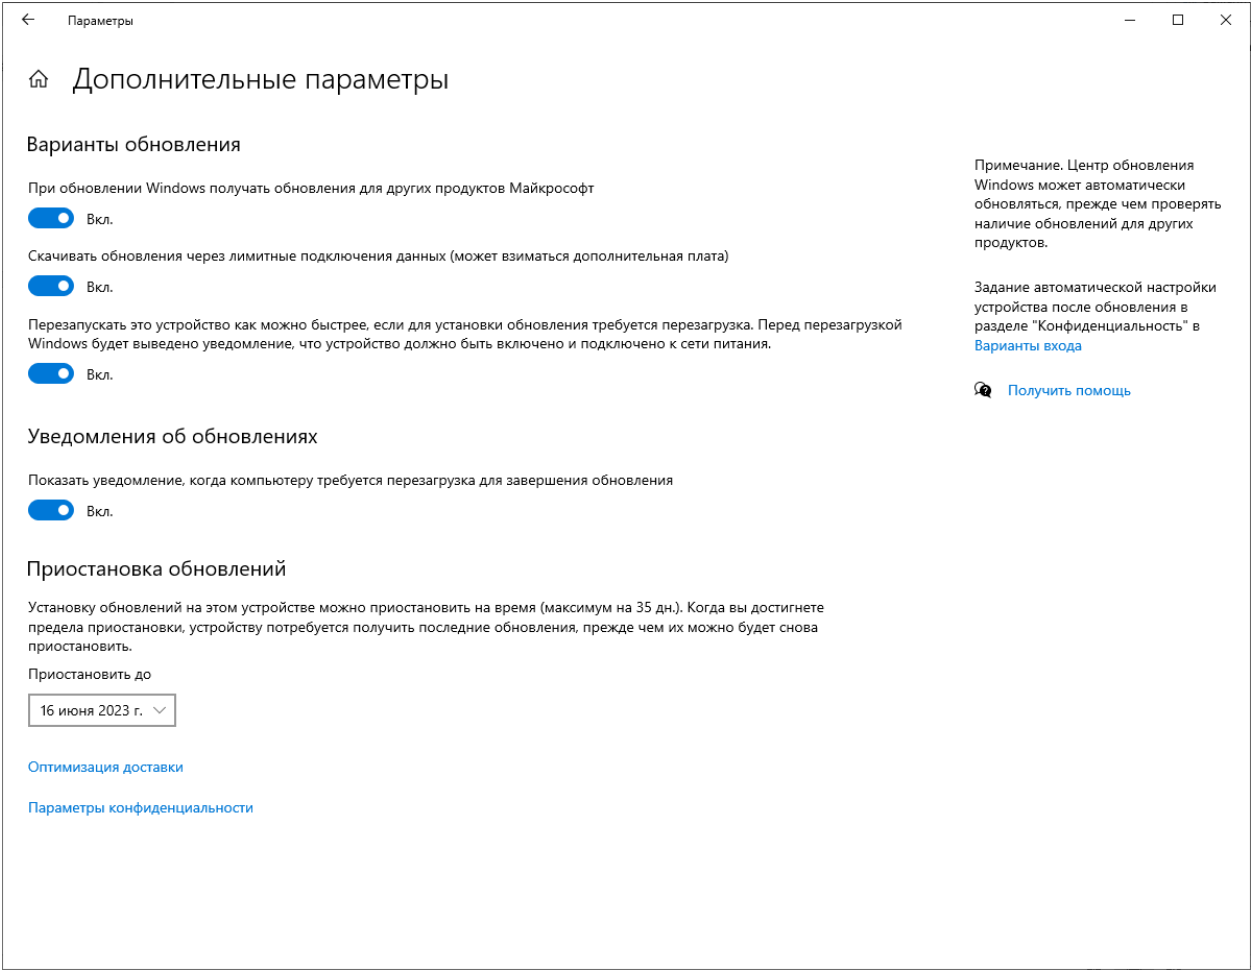 Параметры
Дополнительные параметры
Варианты обновления
При обновлении Windows получать обновления для других продуктов Майкрософт
Вкл.
Скачивать обновления через лимитные подключения данных (может взиматься дополнительная плата)
Вкл.
Перезапускать это устройство как можно быстрее, если для установки обновления требуется перезагрузка. Перед перезагрузкой
Windows будет выведено уведомление, что устройство должно быть включено и подключено к сети питания.
Вкл.
Уведомления об обновлениях
Показать уведомление, когда компьютеру требуется перезагрузка для завершения обновления
Вкл.
Приостановка обновлений
Установку обновлений на этом устройстве можно приостановить на время (максимум на 35 дн.). Когда вы достигнете
предела приостановки, устройству потребуется получить последние обновления, прежде чем их можно будет снова
приостановить.
Приостановить до
16 июня 2023 г.
Оптимизация доставки
Параметры конфиденциальности
Примечание. Центр обновления
Windows может автоматически
обновляться, прежде чем проверять
наличие обновлений для других
продуктов.
Задание автоматической настройки
устройства после обновления в
разделе "Конфиденциальность" в
Варианты входа
Получить помощь